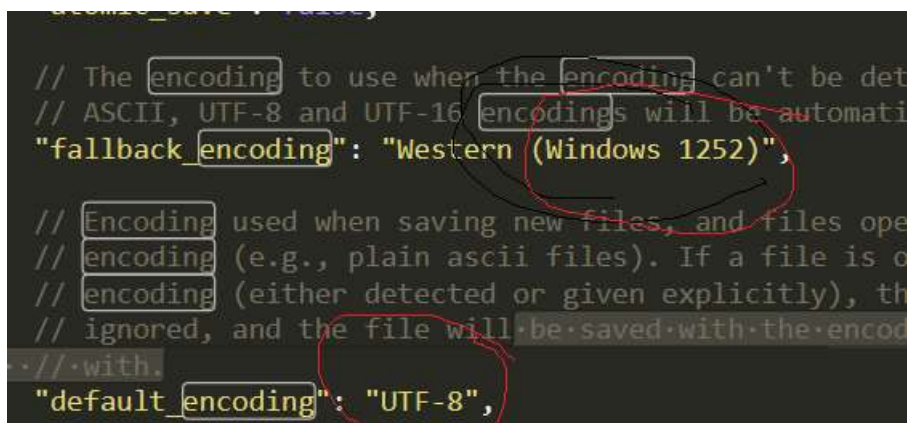 "atomic_save": false,
// The encoding to use when the encoding can't be det
// ASCII, UTF-8 and UTF-16 encodings will be automati
"fallback_encoding": "Western (Windows 1252)",
// Encoding used when saving new files, and files ope
// encoding (e.g., plain ascii files). If a file is o
// encoding (either detected or given explicitly), th
// ignored, and the file will·be·saved·with·the·encod
··//·with.
"default_encoding": "UTF-8",